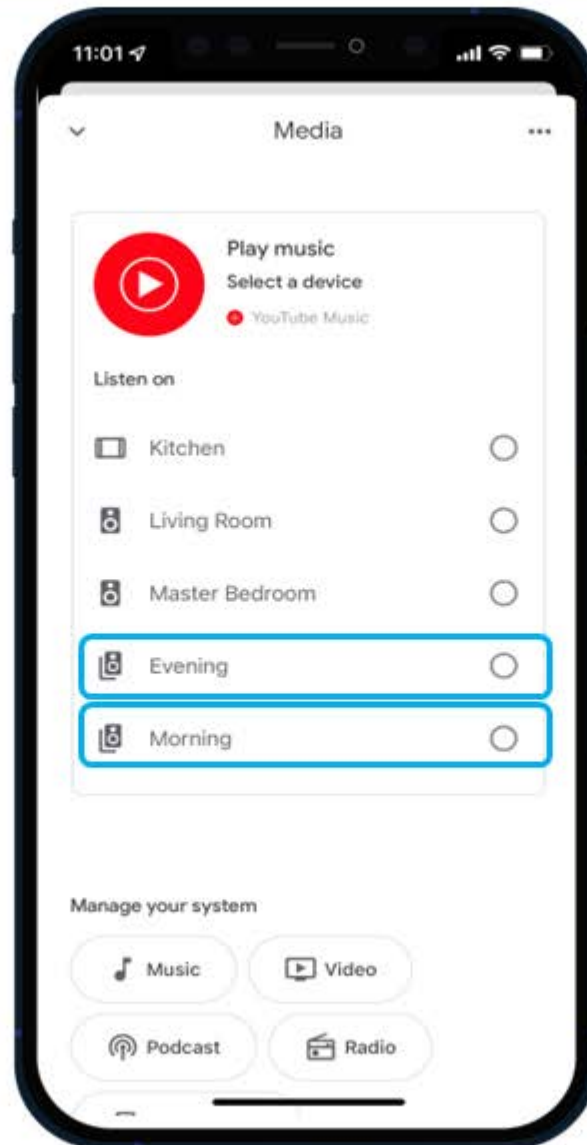 11:01
Media
Play music
Select a device
YouTube Music
Listen on
Kitchen
Living Room
Master Bedroom
Evening
Morning
Manage your system
Music
Video
Podcast
Radio